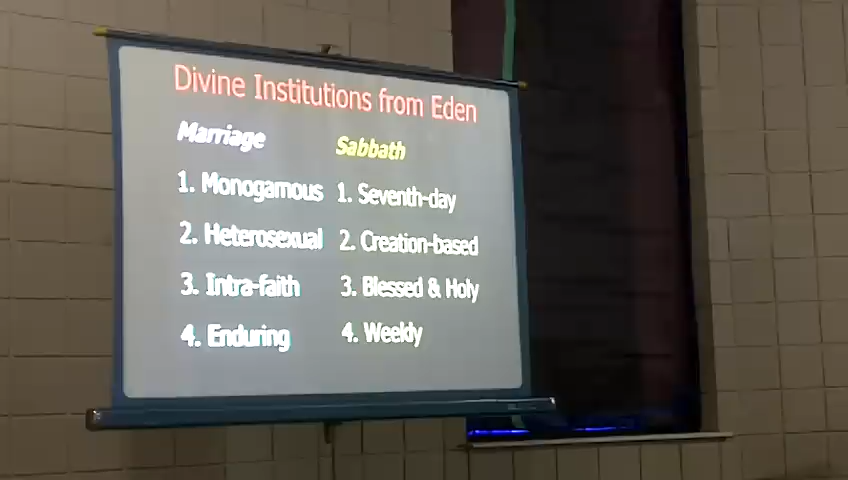 Divine Institutions from Eden
Marriage
1. Monogamous
2. Heterosexual
3. Intra-faith
4. Enduring
Sabbath
1. Seventh-day
2. Creation-based
3. Blessed & Holy
4. Weekly